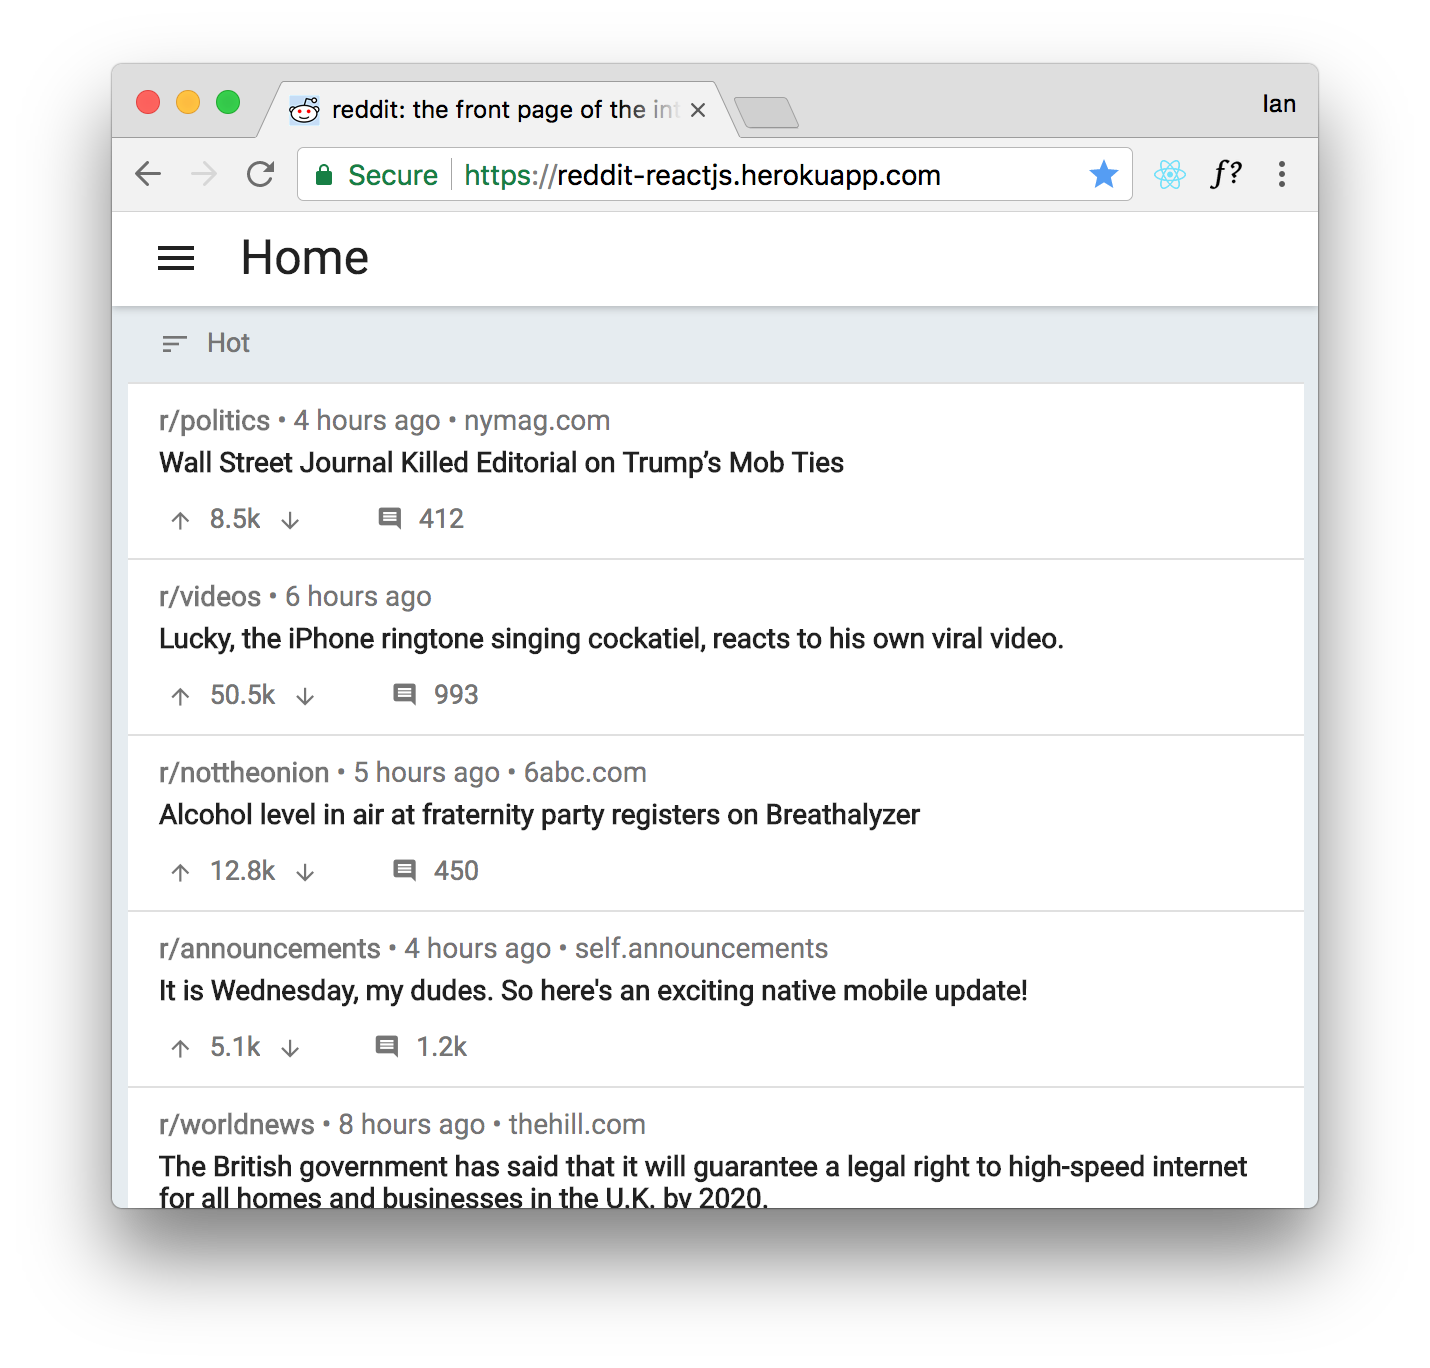 reddit: the front page of the int
Ian
Secure https://reddit-reactjs.herokuapp.com
f?
Home
Hot
r/politics • 4 hours ago • nymag.com
Wall Street Journal Killed Editorial on Trump’s Mob Ties
8.5k 412
r/videos • 6 hours ago
Lucky, the iPhone ringtone singing cockatiel, reacts to his own viral video.
50.5k 993
r/nottheonion • 5 hours ago • 6abc.com
Alcohol level in air at fraternity party registers on Breathalyzer
12.8k 450
r/announcements • 4 hours ago • self.announcements
It is Wednesday, my dudes. So here's an exciting native mobile update!
5.1k 1.2k
r/worldnews • 8 hours ago • thehill.com
The British government has said that it will guarantee a legal right to high-speed internet
for all homes and businesses in the U.K. by 2020.